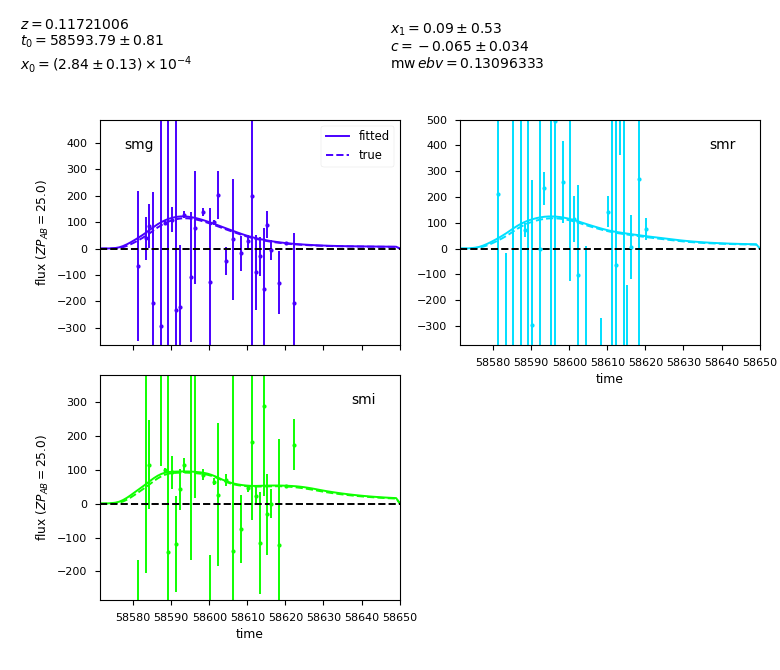 z = 0.11721006
t₀ = 58593.79 ± 0.81
x₀ = (2.84 ± 0.13) × 10⁻⁴
x₁ = 0.09 ± 0.53
c = −0.065 ± 0.034
mw ebv = 0.13096333
smg
fitted
true
400
300
200
100
0
−100
−200
−300
flux (ZP_AB = 25.0)
smr
500
400
300
200
100
0
−100
−200
−300
58580 58590 58600 58610 58620 58630 58640 58650
time
smi
300
200
100
0
−100
−200
flux (ZP_AB = 25.0)
58580 58590 58600 58610 58620 58630 58640 58650
time